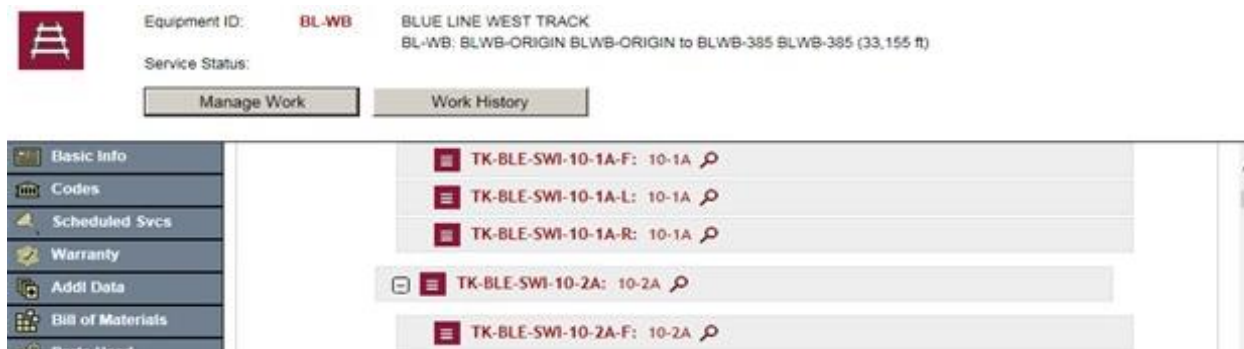 Equipment ID: BL-WB BLUE LINE WEST TRACK
BL-WB: BLWB-ORIGIN BLWB-ORIGIN to BLWB-385 BLWB-385 (33,155 ft)
Service Status:
Manage Work Work History
Basic Info
Codes
Scheduled Svcs
Warranty
Addl Data
Bill of Materials
TK-BLE-SWI-10-1A-F: 10-1A
TK-BLE-SWI-10-1A-L: 10-1A
TK-BLE-SWI-10-1A-R: 10-1A
TK-BLE-SWI-10-2A: 10-2A
TK-BLE-SWI-10-2A-F: 10-2A